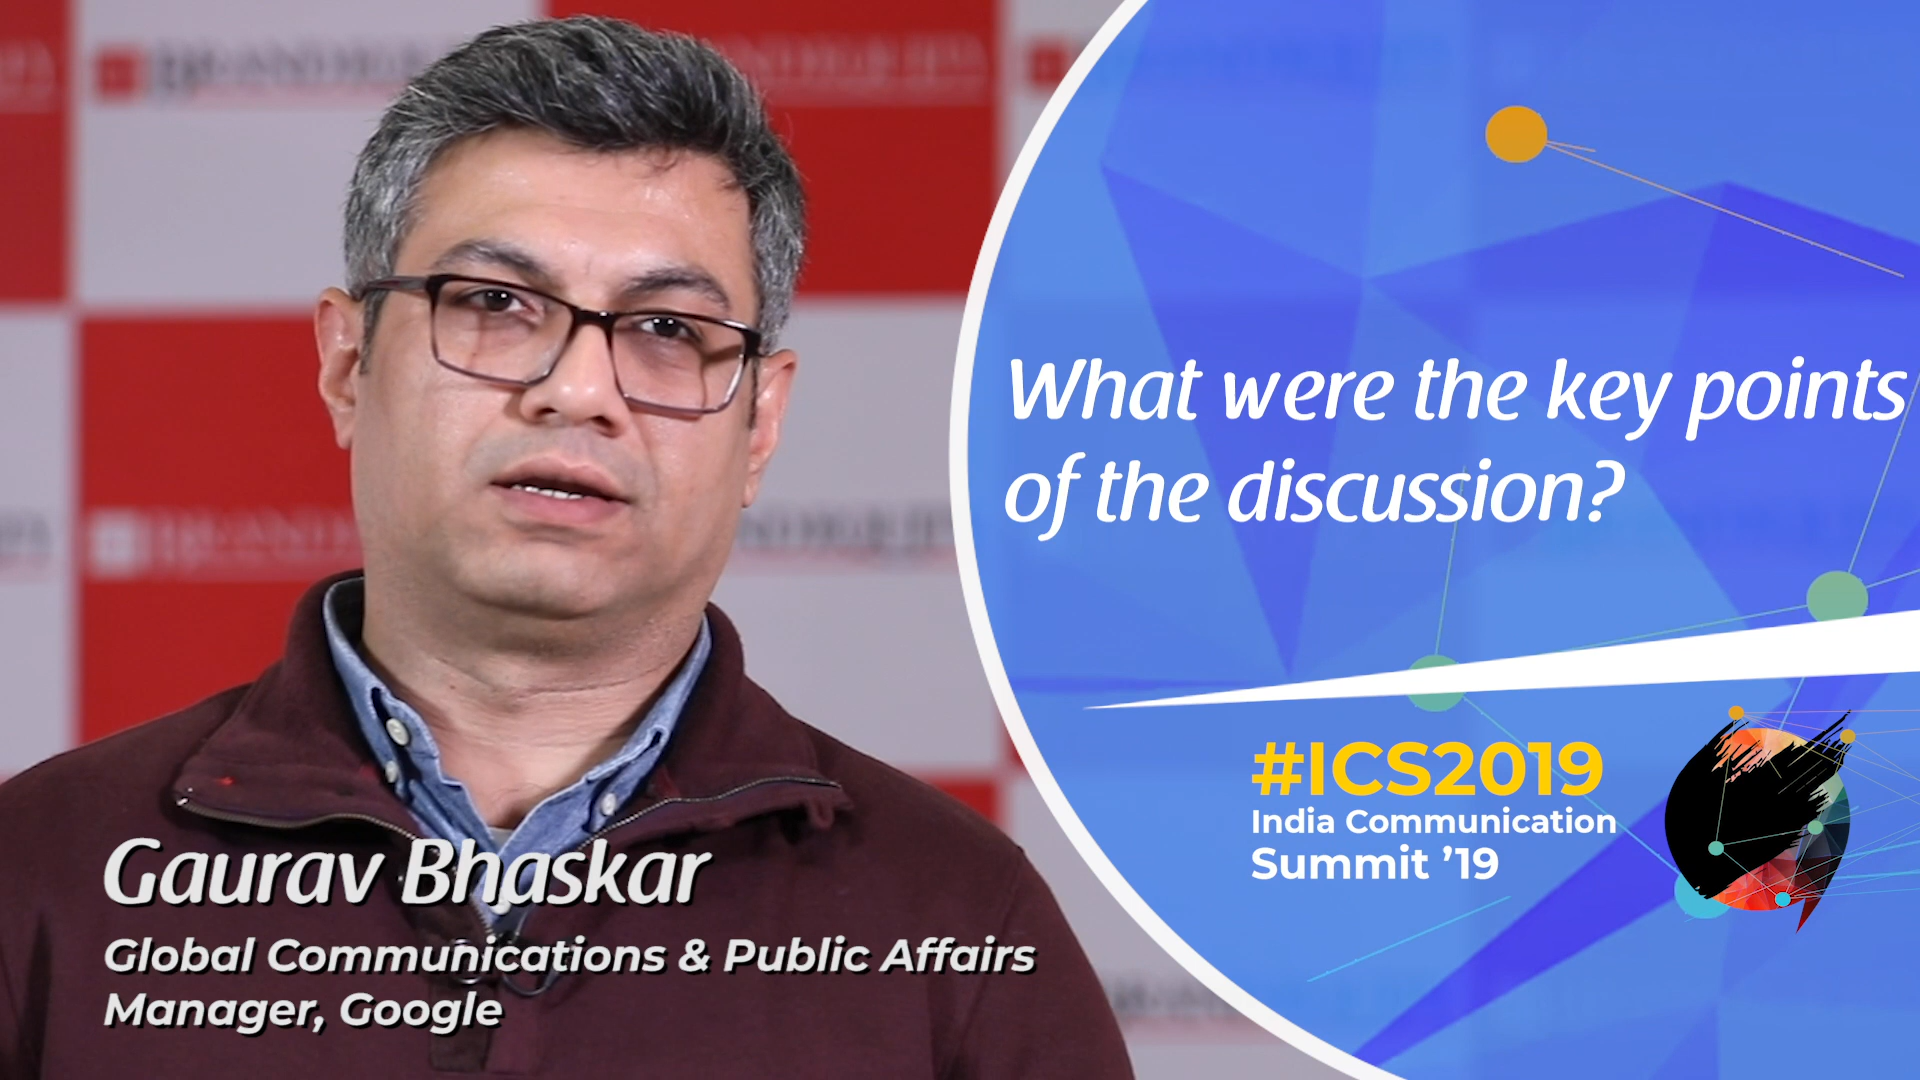 What were the key points
of the discussion?
#ICS2019
India Communication
Summit ’19
Gaurav Bhaskar
Global Communications & Public Affairs
Manager, Google